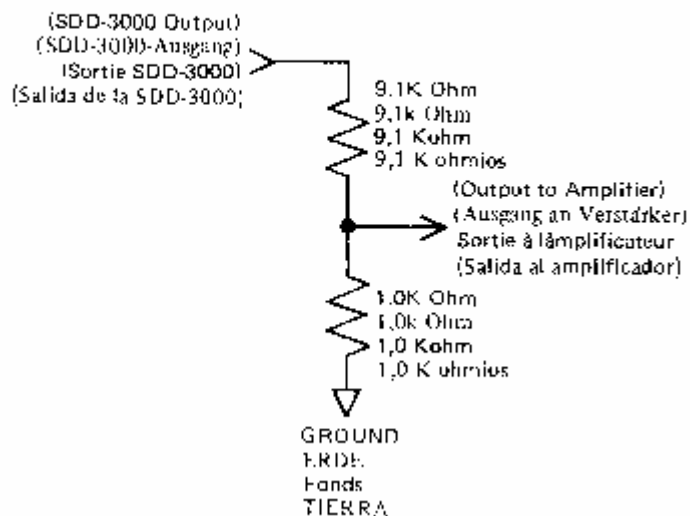 (SDD-3000 Output)
(SDD-3000-Ausgang)
(Sortie SDD-3000)
(Salida de la SDD-3000)
9.1K Ohm
9,1k Ohm
9,1 Kohm
9,1 K ohmios
(Output to Amplifier)
(Ausgang an Verstärker)
Sortie à lâmplificateur
(Salida al ampilficador)
1.0K Ohm
1,0k Ohm
1,0 Kohm
1,0 K ohmios
GROUND
ERDE
Fonds
TIERRA